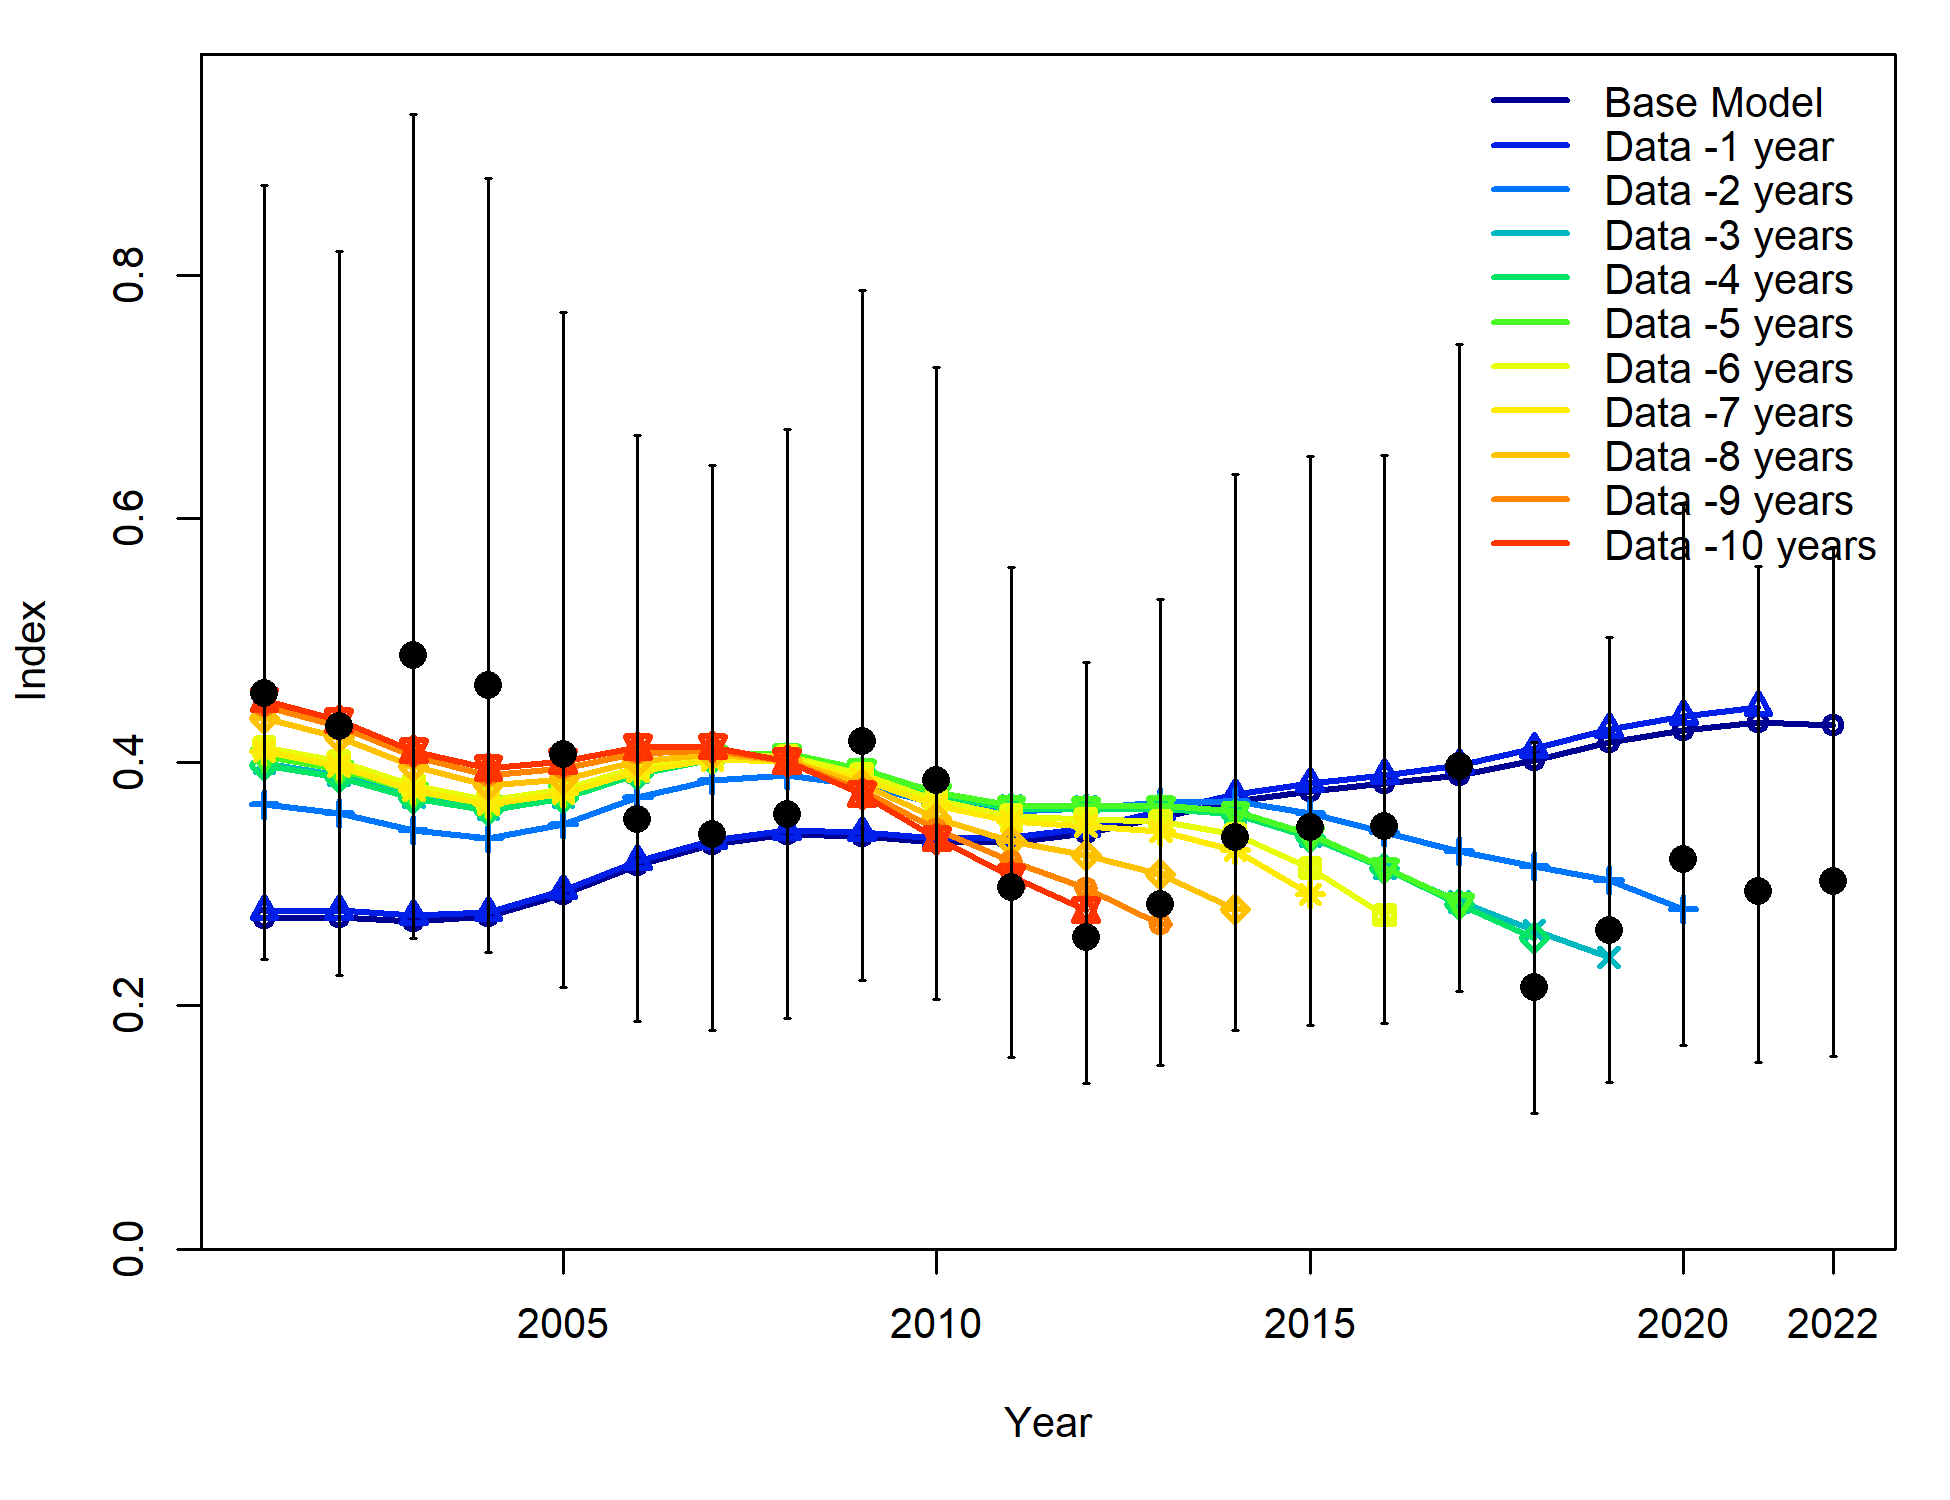 Base Model
Data -1 year
Data -2 years
Data -3 years
Data -4 years
Data -5 years
Data -6 years
Data -7 years
Data -8 years
Data -9 years
Data -10 years
0.8
0.6
0.4
0.2
0.0
Index
2005 2010 2015 2020 2022
Year